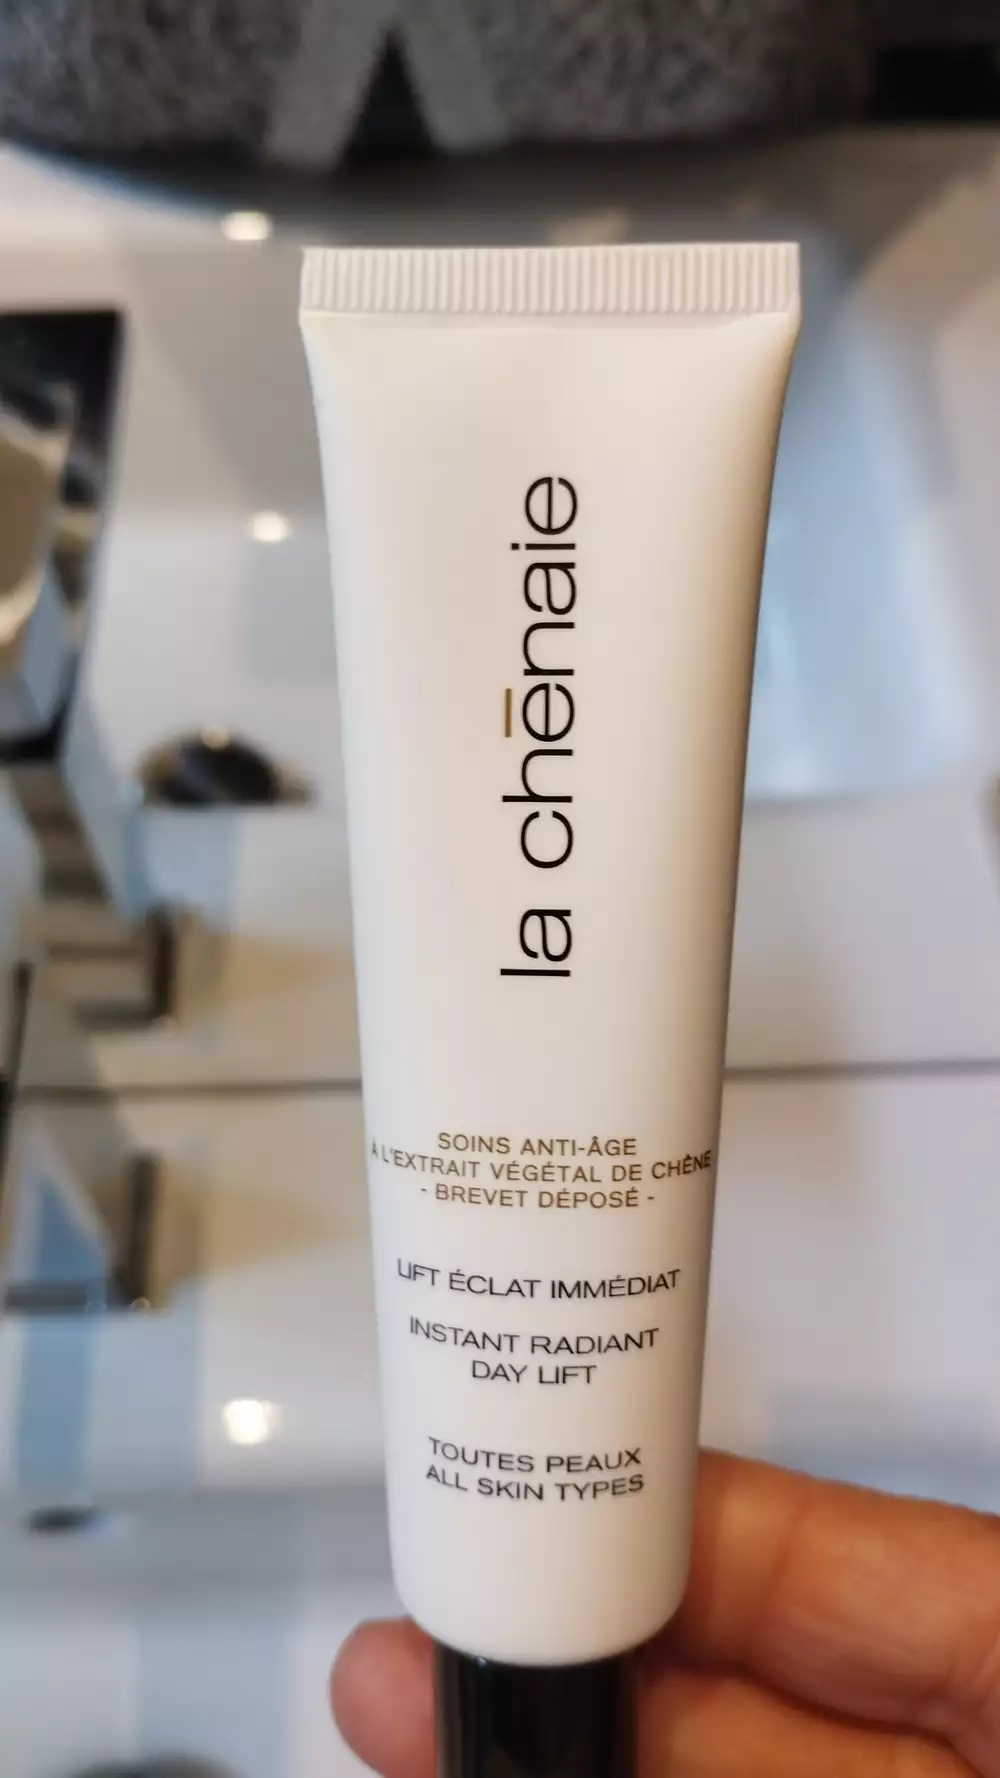 la chēnaie
SOINS ANTI-ÂGE
À L'EXTRAIT VÉGÉTAL DE CHÊNE
- BREVET DÉPOSÉ -
LIFT ÉCLAT IMMÉDIAT
INSTANT RADIANT
DAY LIFT
TOUTES PEAUX
ALL SKIN TYPES